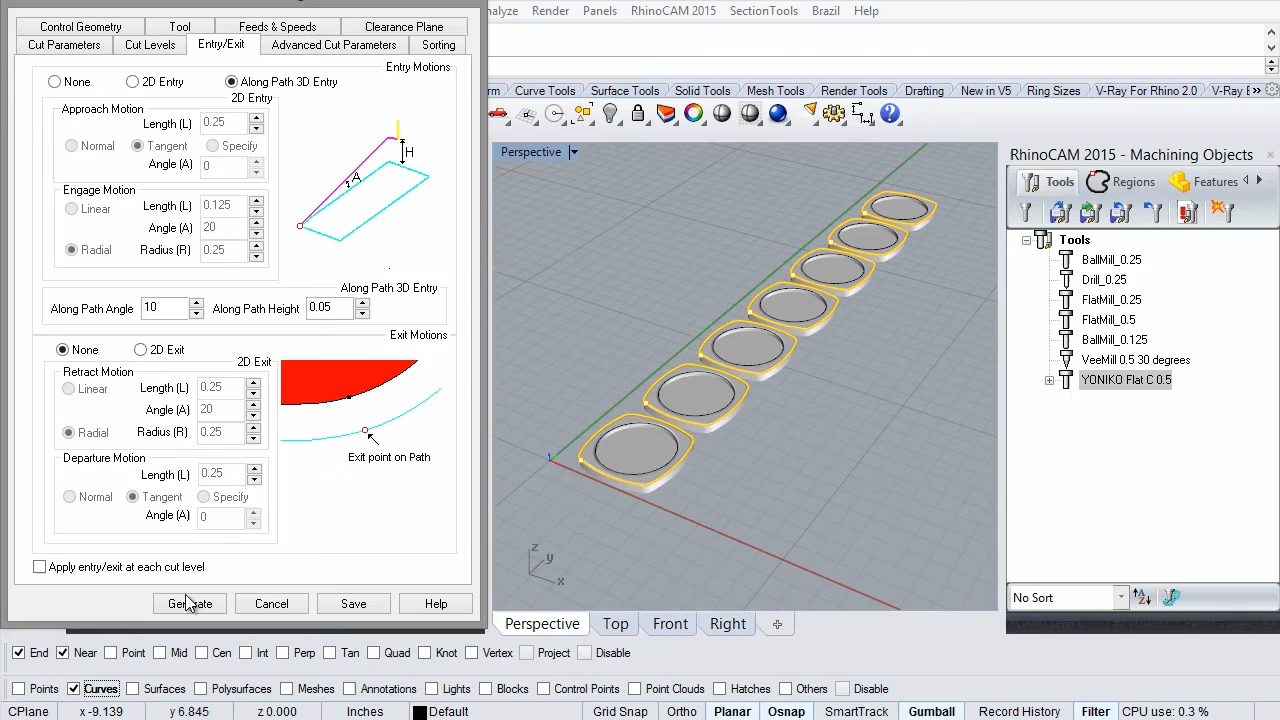 nalyze Render Panels RhinoCAM 2015 SectionTools Brazil Help
Control Geometry Tool Feeds & Speeds Clearance Plane
Cut Parameters Cut Levels Entry/Exit Advanced Cut Parameters Sorting
Entry Motions
None 2D Entry Along Path 3D Entry
2D Entry
Approach Motion
Length (L) 0.25
Normal Tangent Specify
Angle (A) 0
Engage Motion
Linear Length (L) 0.125
Angle (A) 20
Radial Radius (R) 0.25
H
A
Along Path 3D Entry
Along Path Angle 10 Along Path Height 0.05
Exit Motions
None 2D Exit
2D Exit
Retract Motion
Linear Length (L) 0.25
Angle (A) 20
Radial Radius (R) 0.25
Exit point on Path
Departure Motion
Length (L) 0.25
Normal Tangent Specify
Angle (A) 0
Apply entry/exit at each cut level
Generate Cancel Save Help
rm Curve Tools Surface Tools Solid Tools Mesh Tools Render Tools Drafting New in V5 Ring Sizes V-Ray For Rhino 2.0 V-Ray I »
Perspective
z
y
x
Perspective Top Front Right
RhinoCAM 2015 - Machining Objects
Tools Regions Features
Tools
BallMill_0.25
Drill_0.25
FlatMill_0.25
FlatMill_0.5
BallMill_0.125
VeeMill 0.5 30 degrees
YONIKO Flat C 0.5
No Sort
End Near Point Mid Cen Int Perp Tan Quad Knot Vertex Project Disable
Points Curves Surfaces Polysurfaces Meshes Annotations Lights Blocks Control Points Point Clouds Hatches Others Disable
CPlane x -9.139 y 6.845 z 0.000 Inches Default Grid Snap Ortho Planar Osnap SmartTrack Gumball Record History Filter CPU use: 0.3 %